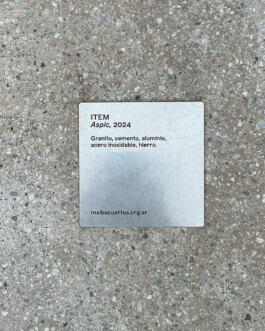 ITEM
Aspic, 2024
Granito, cemento, aluminio,
acero inoxidable, hierro.
malbapuertos.org.ar